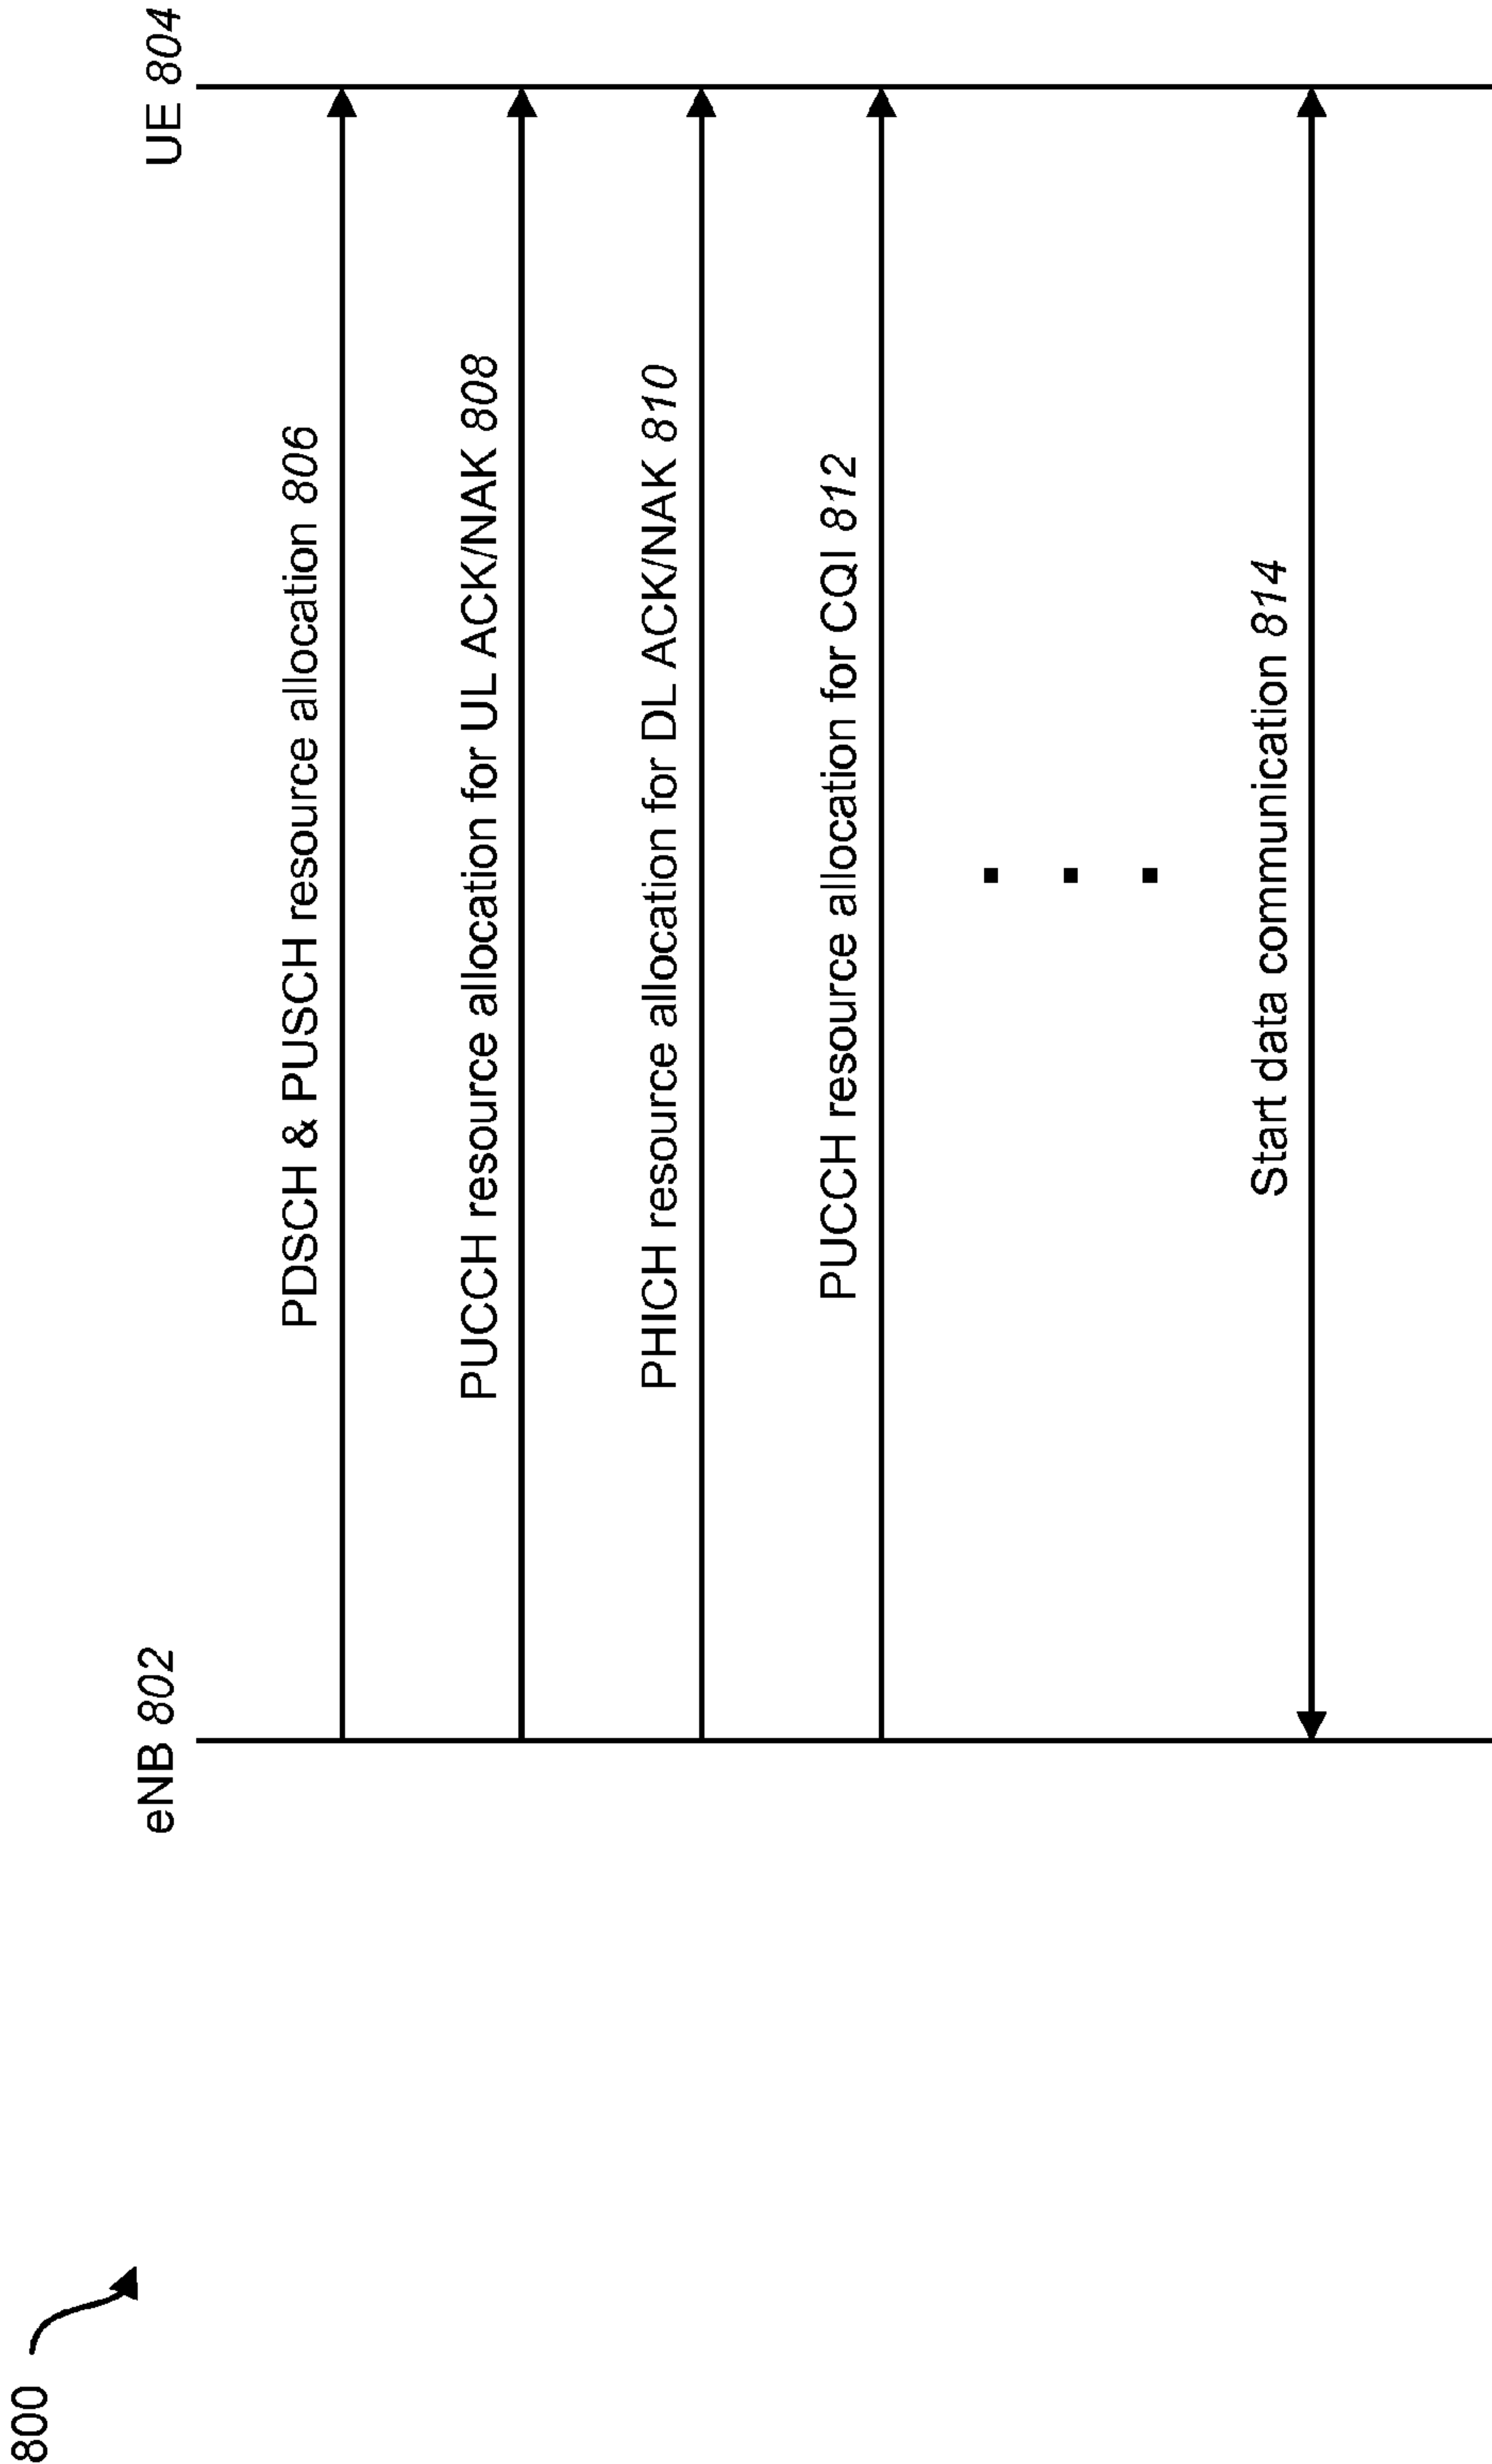 800
eNB 802
UE 804
PDSCH & PUSCH resource allocation 806
PUCCH resource allocation for UL ACK/NAK 808
PHICH resource allocation for DL ACK/NAK 810
PUCCH resource allocation for CQI 812
Start data communication 814